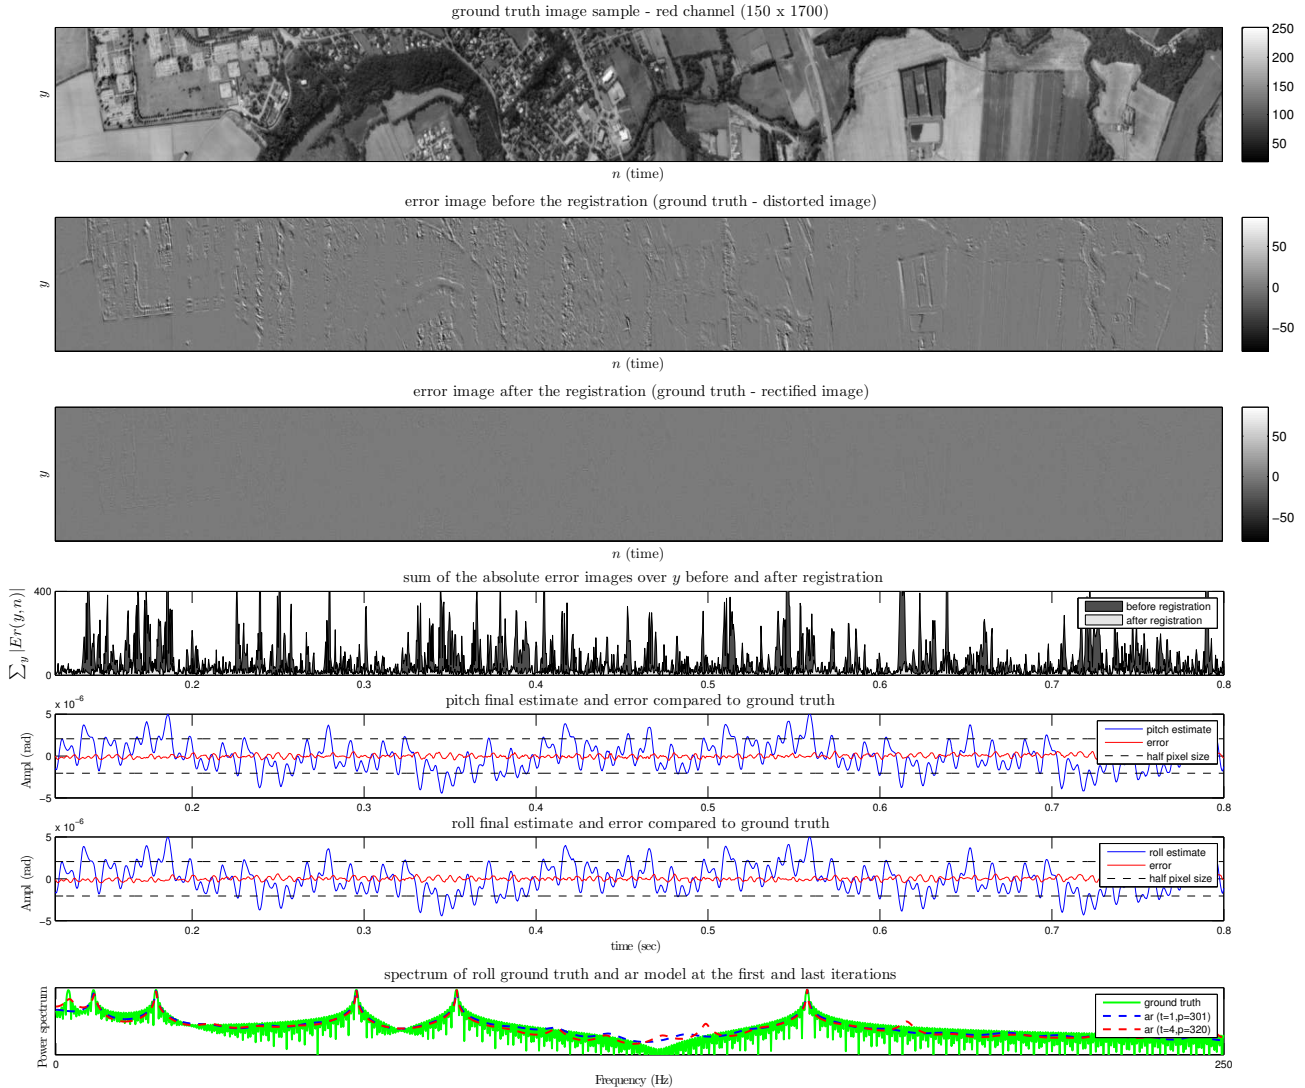 ground truth image sample - red channel (150 x 1700)
250
200
150
100
50
y
n (time)
error image before the registration (ground truth - distorted image)
50
0
−50
y
n (time)
error image after the registration (ground truth - rectified image)
50
0
−50
y
n (time)
sum of the absolute error images over y before and after registration
∑y |Er(y,n)|
400
0
before registration
after registration
0.2 0.3 0.4 0.5 0.6 0.7 0.8
x 10⁻⁶
pitch final estimate and error compared to ground truth
Ampl (rad)
5
0
−5
pitch estimate
error
half pixel size
0.2 0.3 0.4 0.5 0.6 0.7 0.8
x 10⁻⁶
roll final estimate and error compared to ground truth
Ampl (rad)
5
0
−5
roll estimate
error
half pixel size
0.2 0.3 0.4 0.5 0.6 0.7 0.8
time (sec)
spectrum of roll ground truth and ar model at the first and last iterations
Power spectrum
ground truth
ar (t=1,p=301)
ar (t=4,p=320)
0 250
Frequency (Hz)